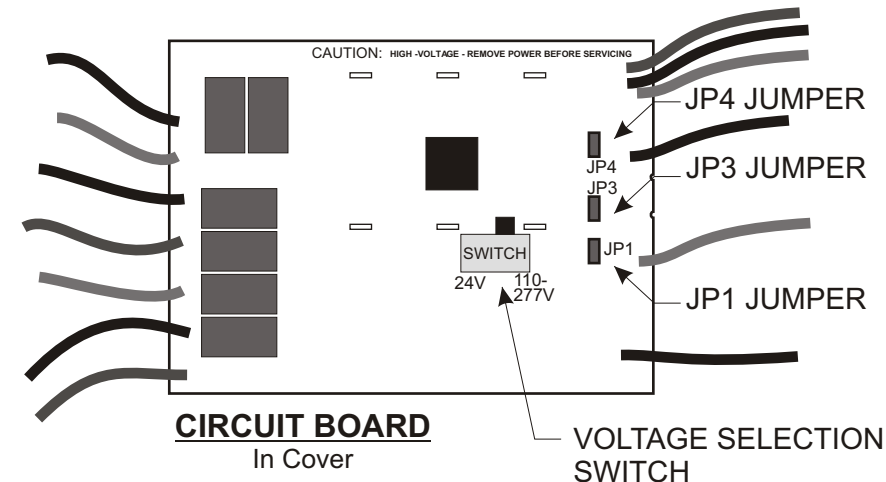 CAUTION: HIGH -VOLTAGE - REMOVE POWER BEFORE SERVICING
JP4 JUMPER
JP4
JP3
JP3 JUMPER
SWITCH
JP1
24V
110-
277V
JP1 JUMPER
CIRCUIT BOARD
In Cover
VOLTAGE SELECTION
SWITCH